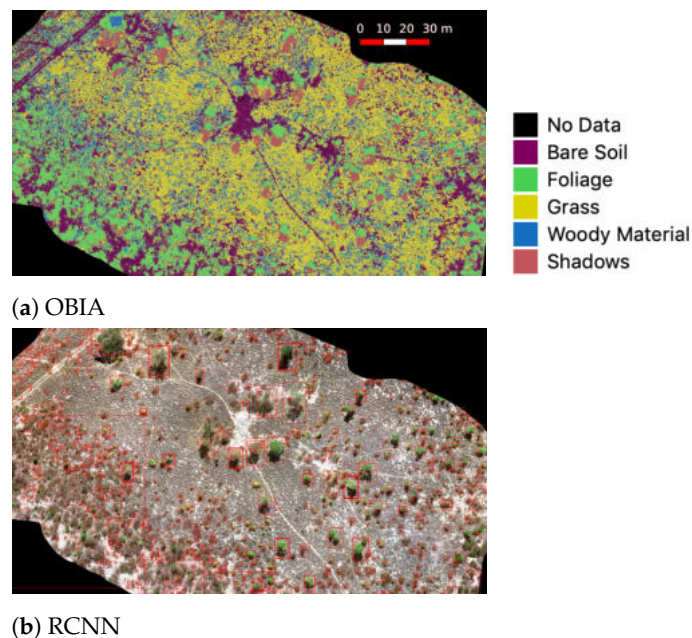 0 10 20 30 m
No Data
Bare Soil
Foliage
Grass
Woody Material
Shadows
(a) OBIA
(b) RCNN